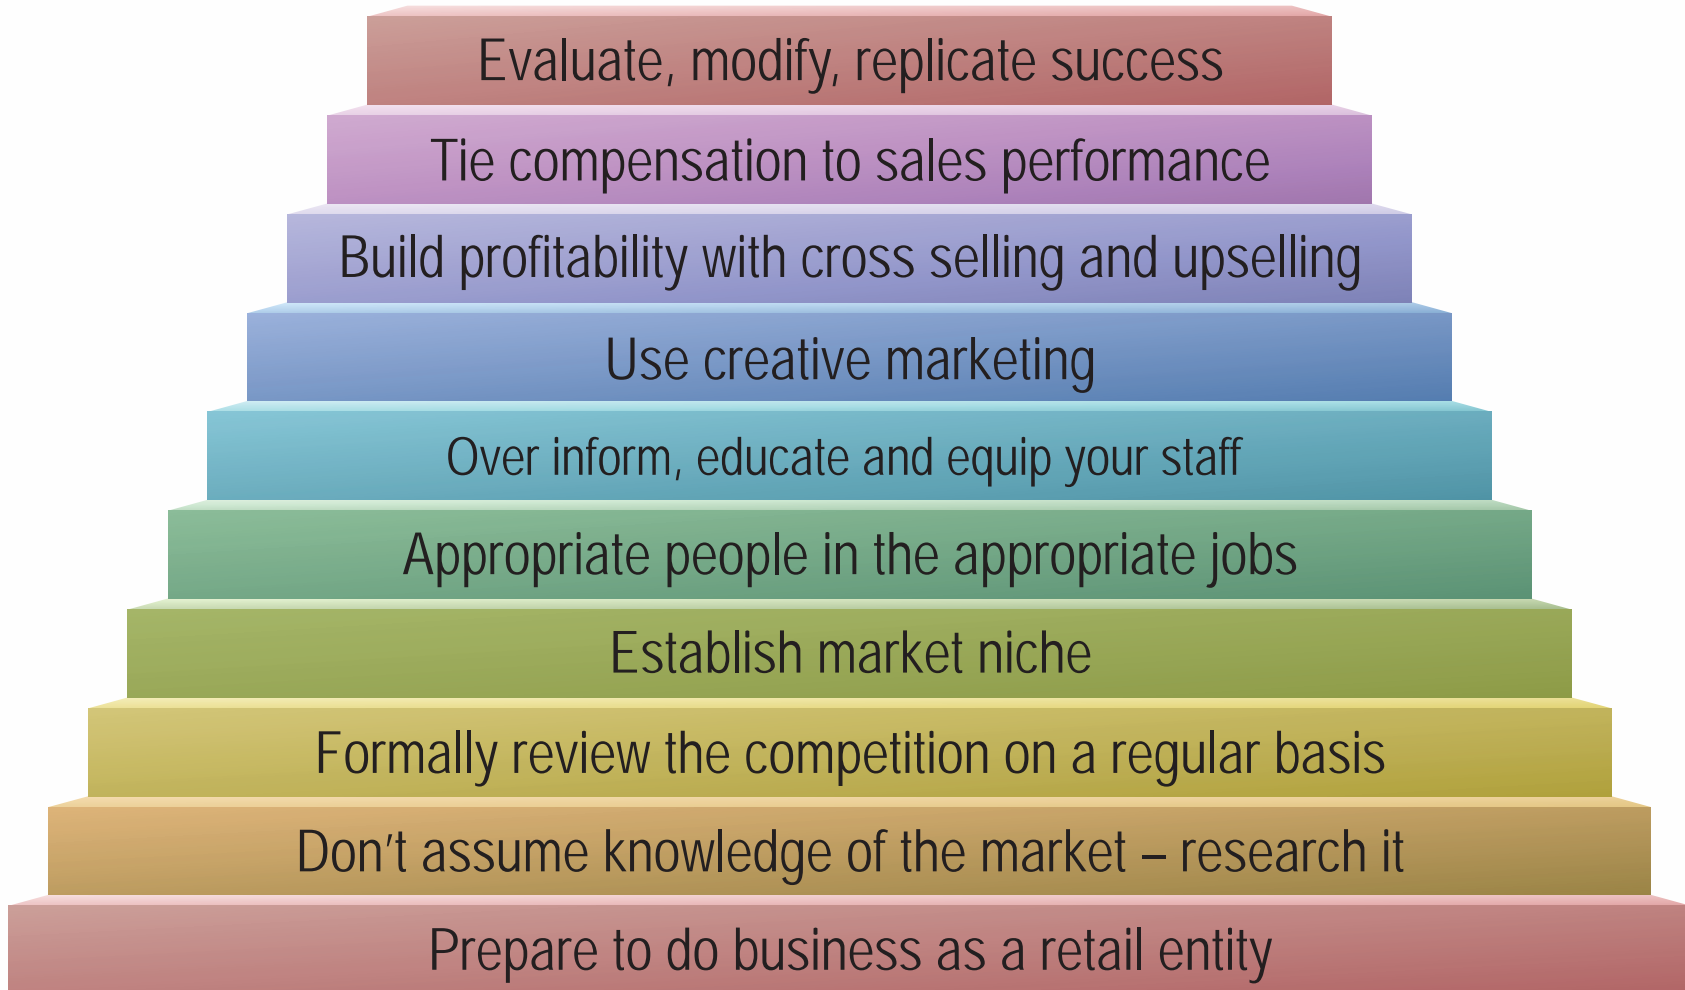 Evaluate, modify, replicate success
Tie compensation to sales performance
Build profitability with cross selling and upselling
Use creative marketing
Over inform, educate and equip your staff
Appropriate people in the appropriate jobs
Establish market niche
Formally review the competition on a regular basis
Don't assume knowledge of the market – research it
Prepare to do business as a retail entity